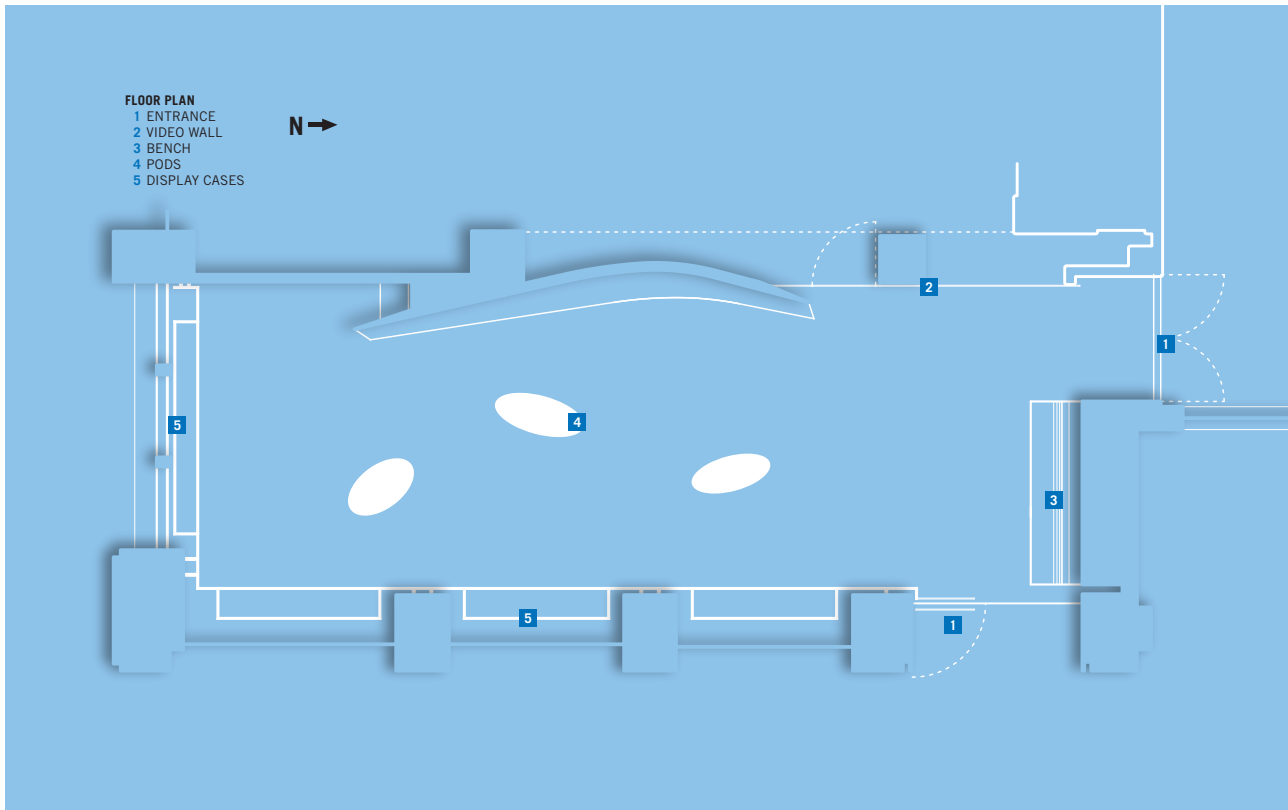 FLOOR PLAN
1 ENTRANCE
2 VIDEO WALL
3 BENCH
4 PODS
5 DISPLAY CASES
N
2
1
4
5
3
5
1